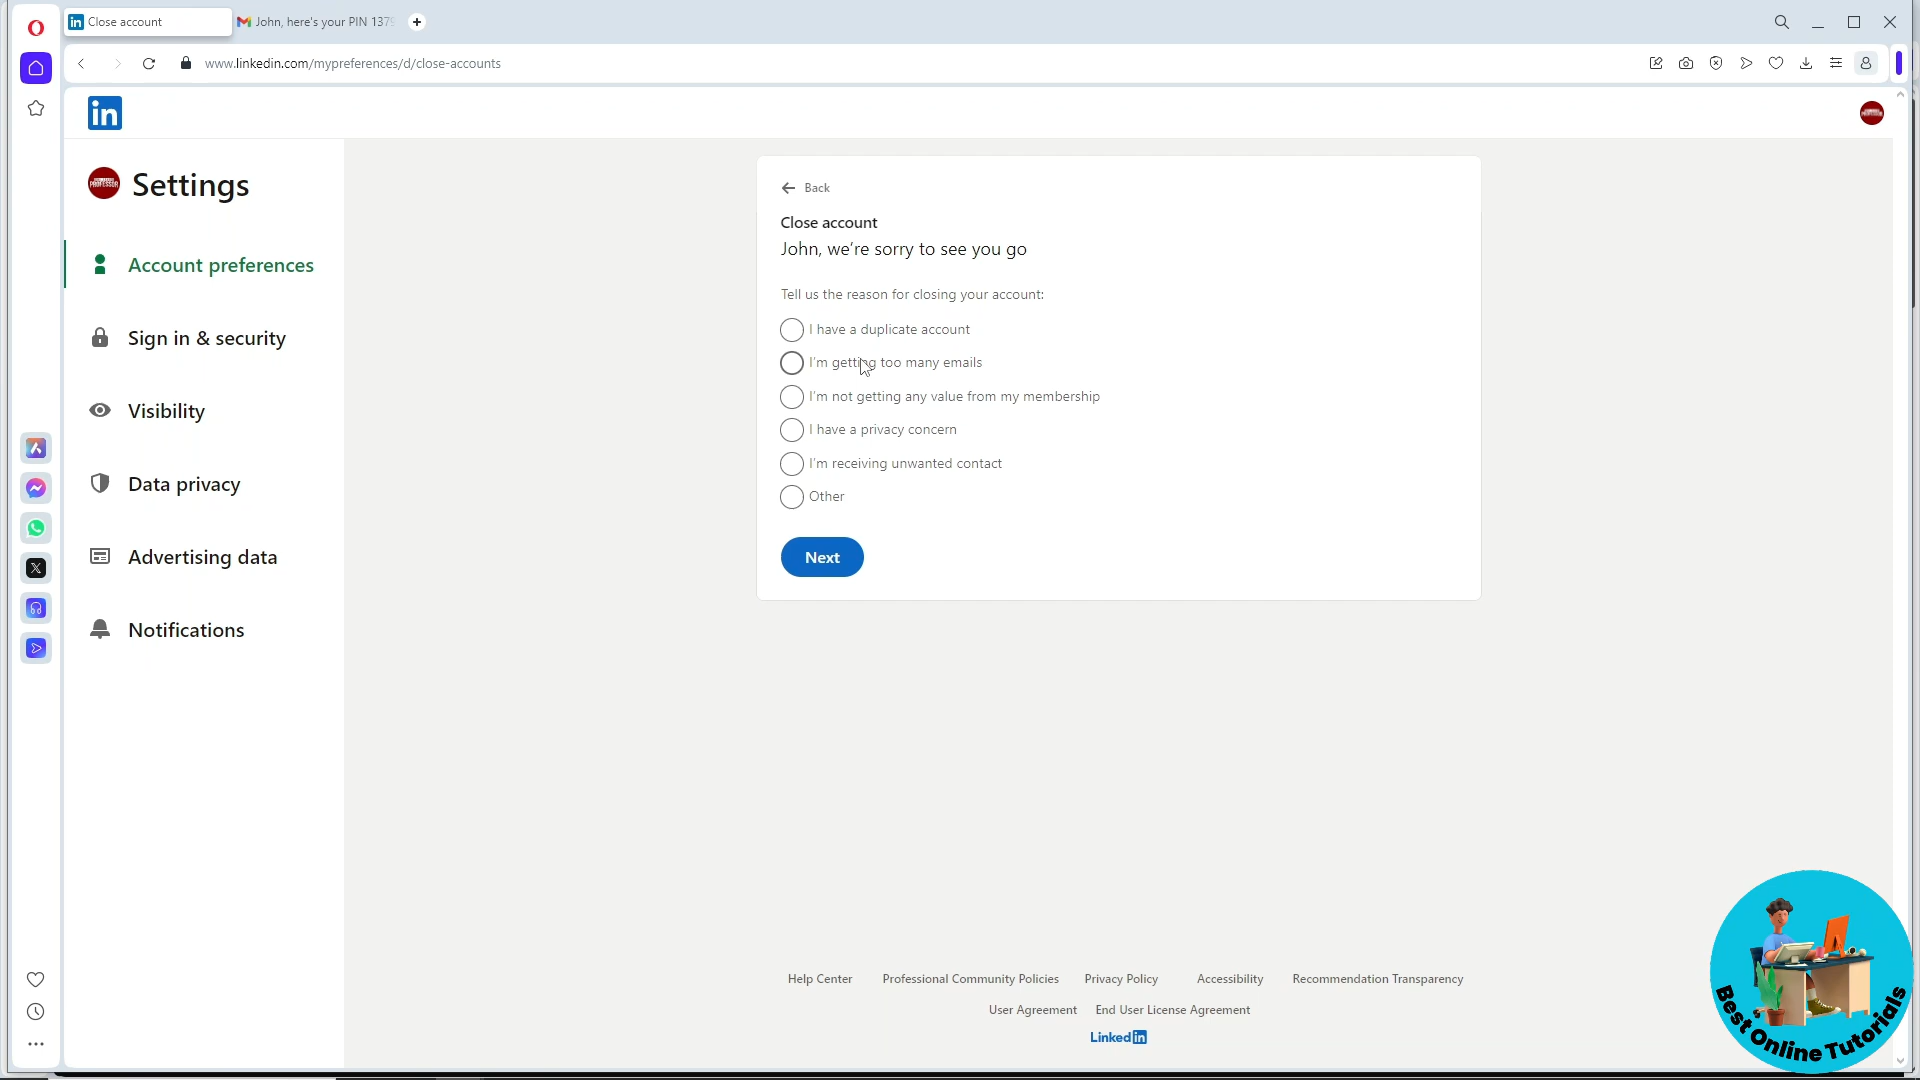 Close account
John, here's your PIN 1379
www.linkedin.com/mypreferences/d/close-accounts
in
Settings
Account preferences
Sign in & security
Visibility
Data privacy
Advertising data
Notifications
Back
Close account
John, we're sorry to see you go
Tell us the reason for closing your account:
I have a duplicate account
I'm getting too many emails
I'm not getting any value from my membership
I have a privacy concern
I'm receiving unwanted contact
Other
Next
Help Center Professional Community Policies Privacy Policy Accessibility Recommendation Transparency
User Agreement End User License Agreement
LinkedIn
Best Online Tutorials